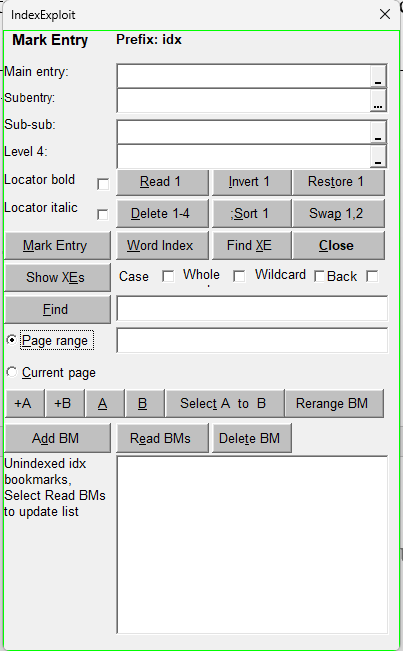 IndexExploit
Mark Entry Prefix: idx
Main entry: _
Subentry: ...
Sub-sub: _
Level 4: _
Locator bold Read 1 Invert 1 Restore 1
Locator italic Delete 1-4 ;Sort 1 Swap 1,2
Mark Entry Word Index Find XE Close
Show XEs Case Whole Wildcard Back
Find
Page range
Current page
+A +B A B Select A to B Rerange BM
Add BM Read BMs Delete BM
Unindexed idx
bookmarks,
Select Read BMs
to update list